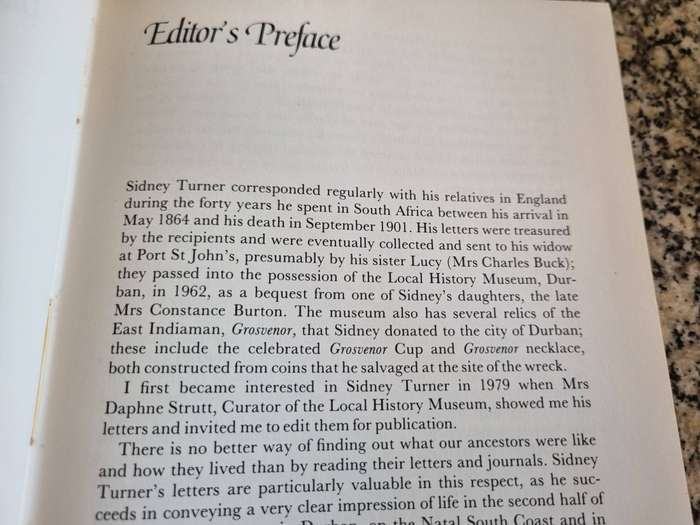 Editor's Preface
Sidney Turner corresponded regularly with his relatives in England
during the forty years he spent in South Africa between his arrival in
May 1864 and his death in September 1901. His letters were treasured
by the recipients and were eventually collected and sent to his widow
at Port St John's, presumably by his sister Lucy (Mrs Charles Buck);
they passed into the possession of the Local History Museum, Dur-
ban, in 1962, as a bequest from one of Sidney's daughters, the late
Mrs Constance Burton. The museum also has several relics of the
East Indiaman, Grosvenor, that Sidney donated to the city of Durban;
these include the celebrated Grosvenor Cup and Grosvenor necklace,
both constructed from coins that he salvaged at the site of the wreck.
I first became interested in Sidney Turner in 1979 when Mrs
Daphne Strutt, Curator of the Local History Museum, showed me his
letters and invited me to edit them for publication.
There is no better way of finding out what our ancestors were like
and how they lived than by reading their letters and journals. Sidney
Turner's letters are particularly valuable in this respect, as he suc-
ceeds in conveying a very clear impression of life in the second half of
in Durban, on the Natal South Coast and in